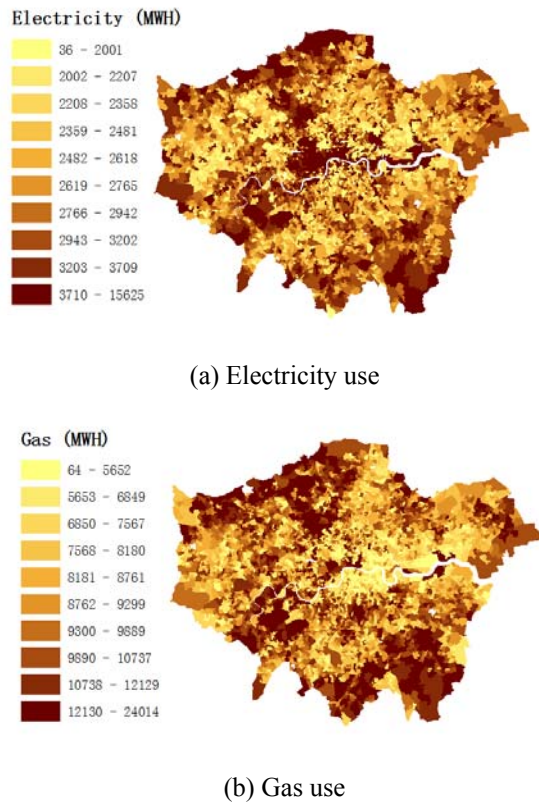 Electricity (MWH)
36 - 2001
2002 - 2207
2208 - 2358
2359 - 2481
2482 - 2618
2619 - 2765
2766 - 2942
2943 - 3202
3203 - 3709
3710 - 15625
(a) Electricity use
Gas (MWH)
64 - 5652
5653 - 6849
6850 - 7567
7568 - 8180
8181 - 8761
8762 - 9299
9300 - 9889
9890 - 10737
10738 - 12129
12130 - 24014
(b) Gas use